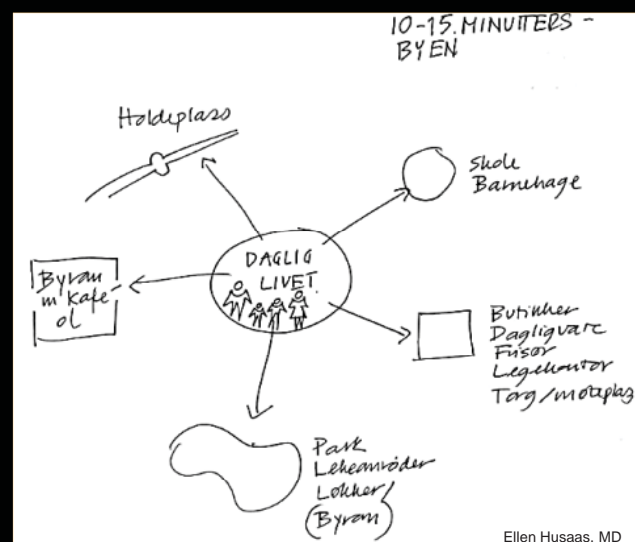 10-15. MINUTTERS -
BYEN
Holdeplass
Skole
Barnehage
DAGLIG
LIVET.
Byrom
m kafe
ol
Butikker
Dagligvare
Frisør
Legekontor
Torg/møteplaz
Park
Lekeområder
Løkker/
(Byrom)
Ellen Husaas, MD